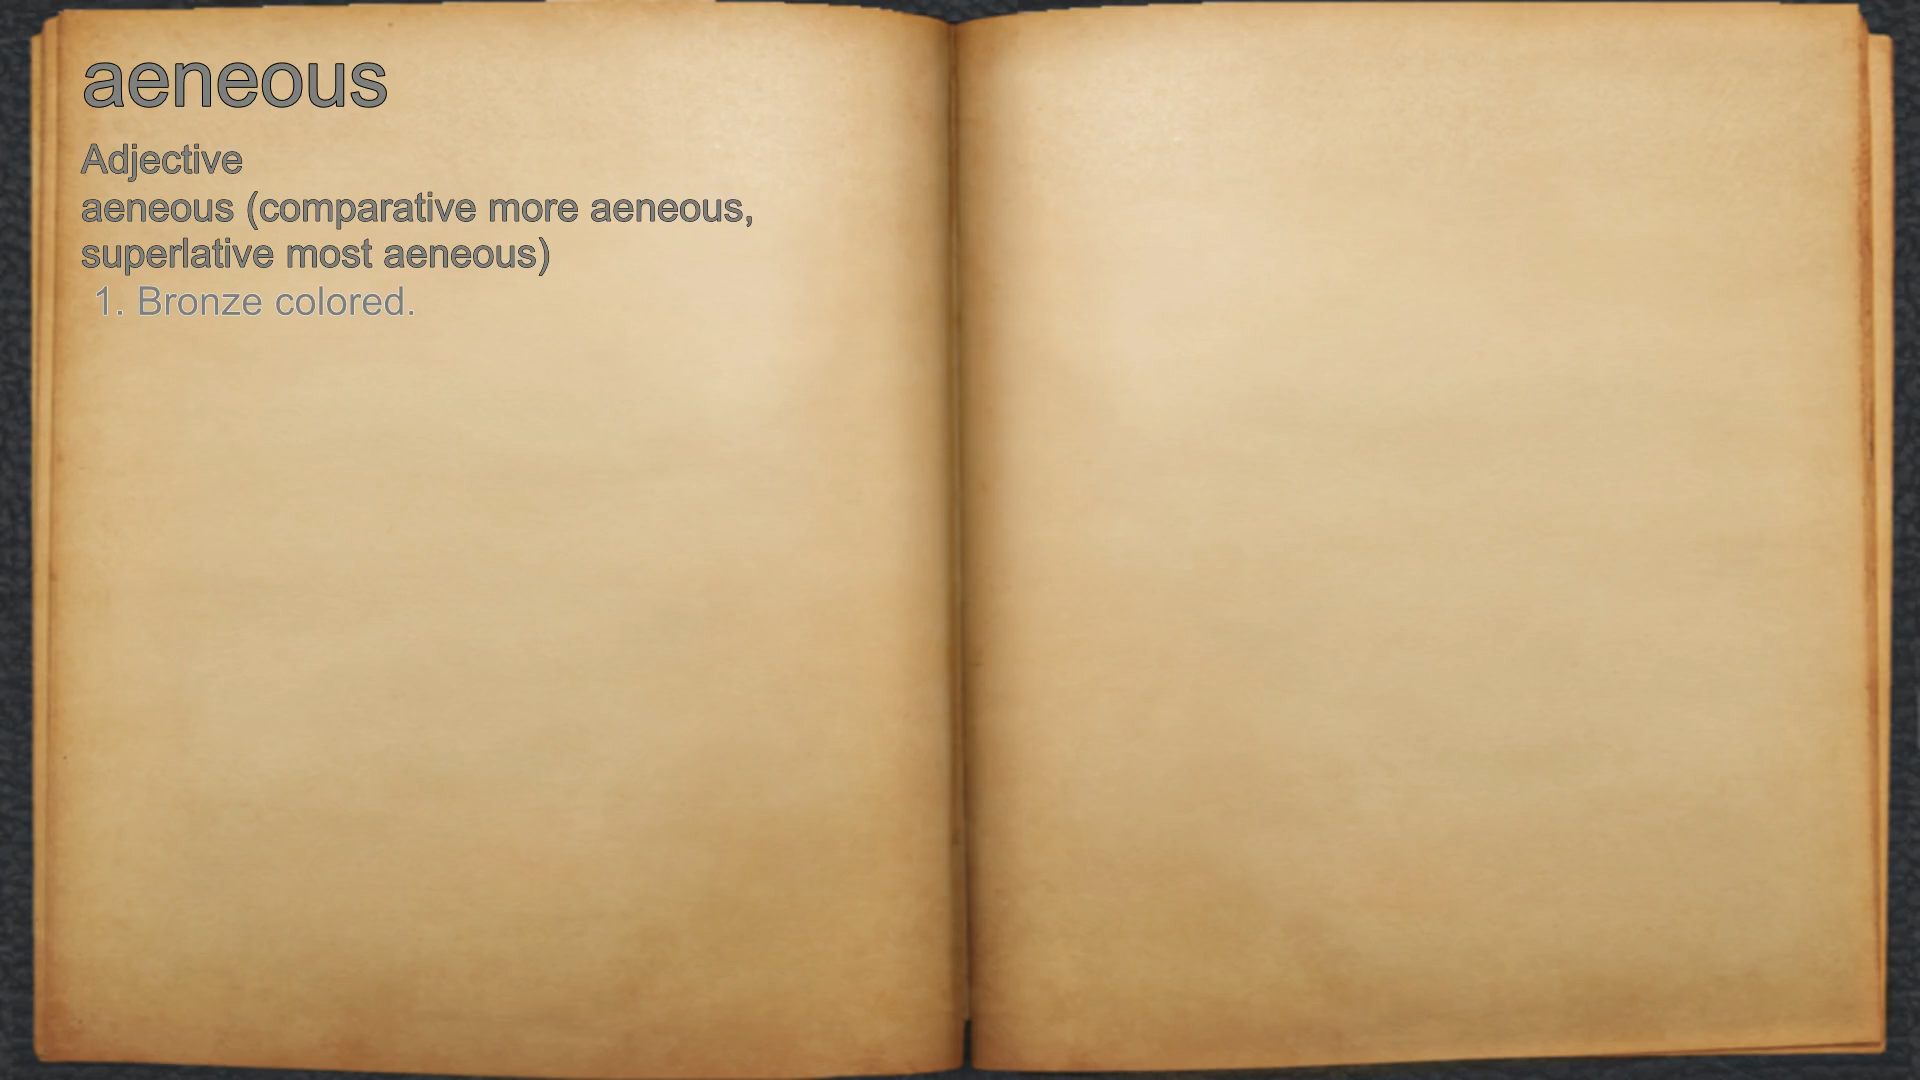 aeneous
Adjective
aeneous (comparative more aeneous,
superlative most aeneous)
1. Bronze colored.